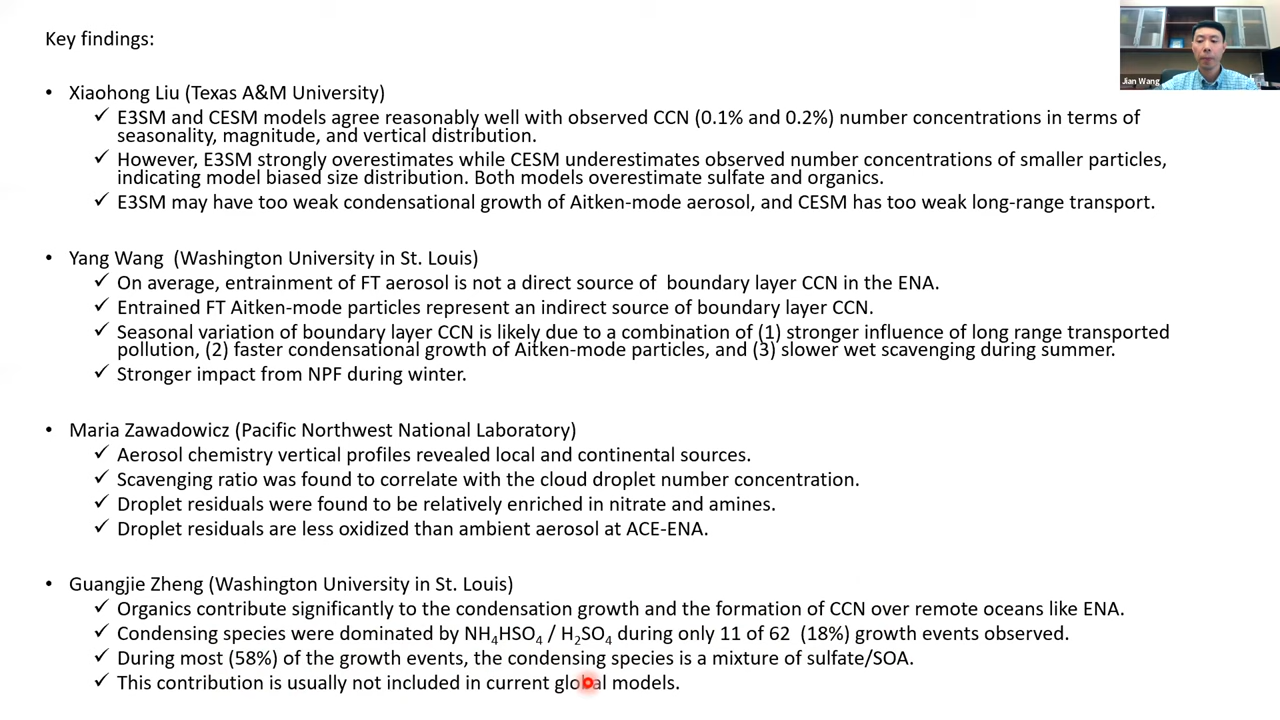 Key findings:
Jian Wang
• Xiaohong Liu (Texas A&M University)
✓ E3SM and CESM models agree reasonably well with observed CCN (0.1% and 0.2%) number concentrations in terms of
seasonality, magnitude, and vertical distribution.
✓ However, E3SM strongly overestimates while CESM underestimates observed number concentrations of smaller particles,
indicating model biased size distribution. Both models overestimate sulfate and organics.
✓ E3SM may have too weak condensational growth of Aitken-mode aerosol, and CESM has too weak long-range transport.
• Yang Wang (Washington University in St. Louis)
✓ On average, entrainment of FT aerosol is not a direct source of boundary layer CCN in the ENA.
✓ Entrained FT Aitken-mode particles represent an indirect source of boundary layer CCN.
✓ Seasonal variation of boundary layer CCN is likely due to a combination of (1) stronger influence of long range transported
pollution, (2) faster condensational growth of Aitken-mode particles, and (3) slower wet scavenging during summer.
✓ Stronger impact from NPF during winter.
• Maria Zawadowicz (Pacific Northwest National Laboratory)
✓ Aerosol chemistry vertical profiles revealed local and continental sources.
✓ Scavenging ratio was found to correlate with the cloud droplet number concentration.
✓ Droplet residuals were found to be relatively enriched in nitrate and amines.
✓ Droplet residuals are less oxidized than ambient aerosol at ACE-ENA.
• Guangjie Zheng (Washington University in St. Louis)
✓ Organics contribute significantly to the condensation growth and the formation of CCN over remote oceans like ENA.
✓ Condensing species were dominated by NH₄HSO₄ / H₂SO₄ during only 11 of 62 (18%) growth events observed.
✓ During most (58%) of the growth events, the condensing species is a mixture of sulfate/SOA.
✓ This contribution is usually not included in current global models.